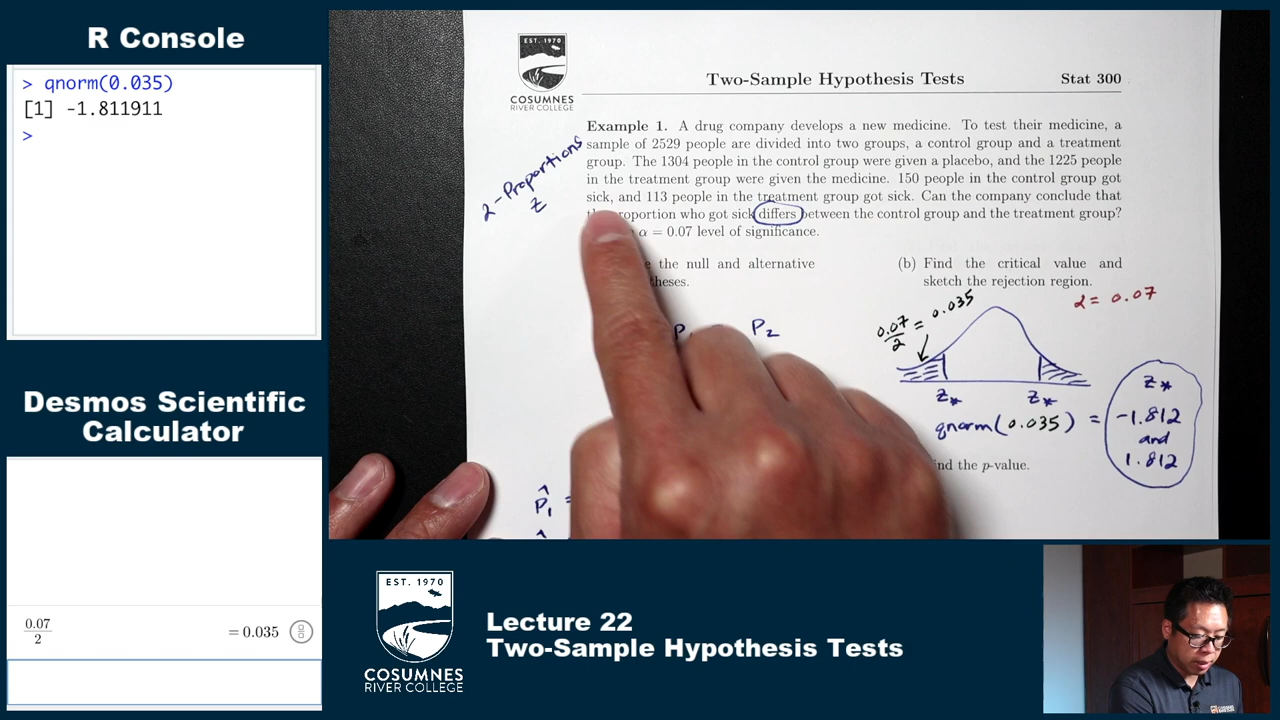 R Console
> qnorm(0.035)
[1] -1.811911
>
Desmos Scientific
Calculator
0.07
2
= 0.035
EST. 1970
COSUMNES
RIVER COLLEGE
Two-Sample Hypothesis Tests
Stat 300
2-Proportions
Z
Example 1. A drug company develops a new medicine. To test their medicine, a
sample of 2529 people are divided into two groups, a control group and a treatment
group. The 1304 people in the control group were given a placebo, and the 1225 people
in the treatment group were given the medicine. 150 people in the control group got
sick, and 113 people in the treatment group got sick. Can the company conclude that
proportion who got sick differs between the control group and the treatment group?
α = 0.07 level of significance.
the null and alternative
(b) Find the critical value and
sketch the rejection region.
α = 0.07
0.07/2 = 0.035
P P₂
z* z*
qnorm(0.035) =
z*
-1.812
and
1.812
the p-value.
p̂₁ =
EST. 1970
COSUMNES
RIVER COLLEGE
Lecture 22
Two-Sample Hypothesis Tests